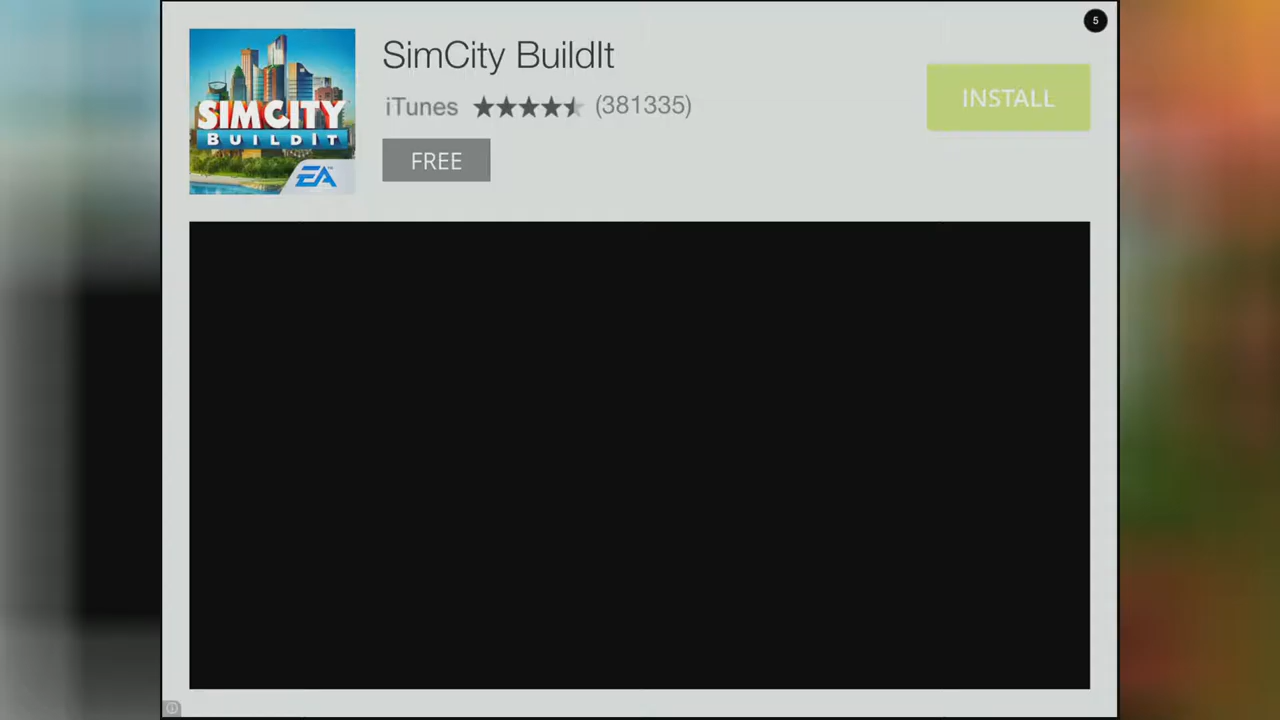 5
SimCity BuildIt
iTunes (381335)
INSTALL
FREE
SIMCITY
BUILDIT
EA